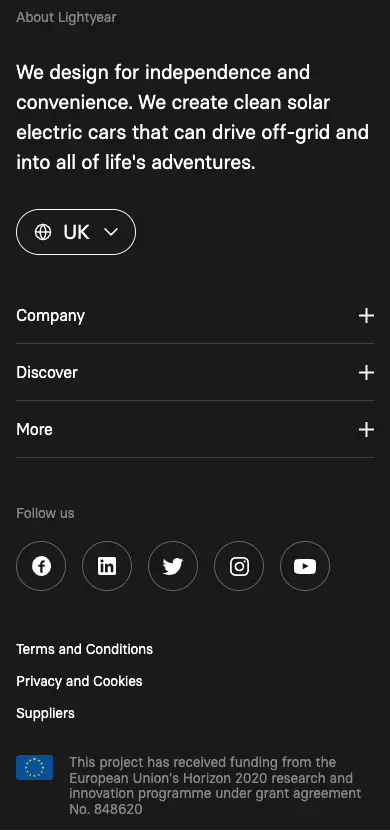 About Lightyear
We design for independence and
convenience. We create clean solar
electric cars that can drive off-grid and
into all of life's adventures.
UK
Company
Discover
More
Follow us
Terms and Conditions
Privacy and Cookies
Suppliers
This project has received funding from the
European Union's Horizon 2020 research and
innovation programme under grant agreement
No. 848620